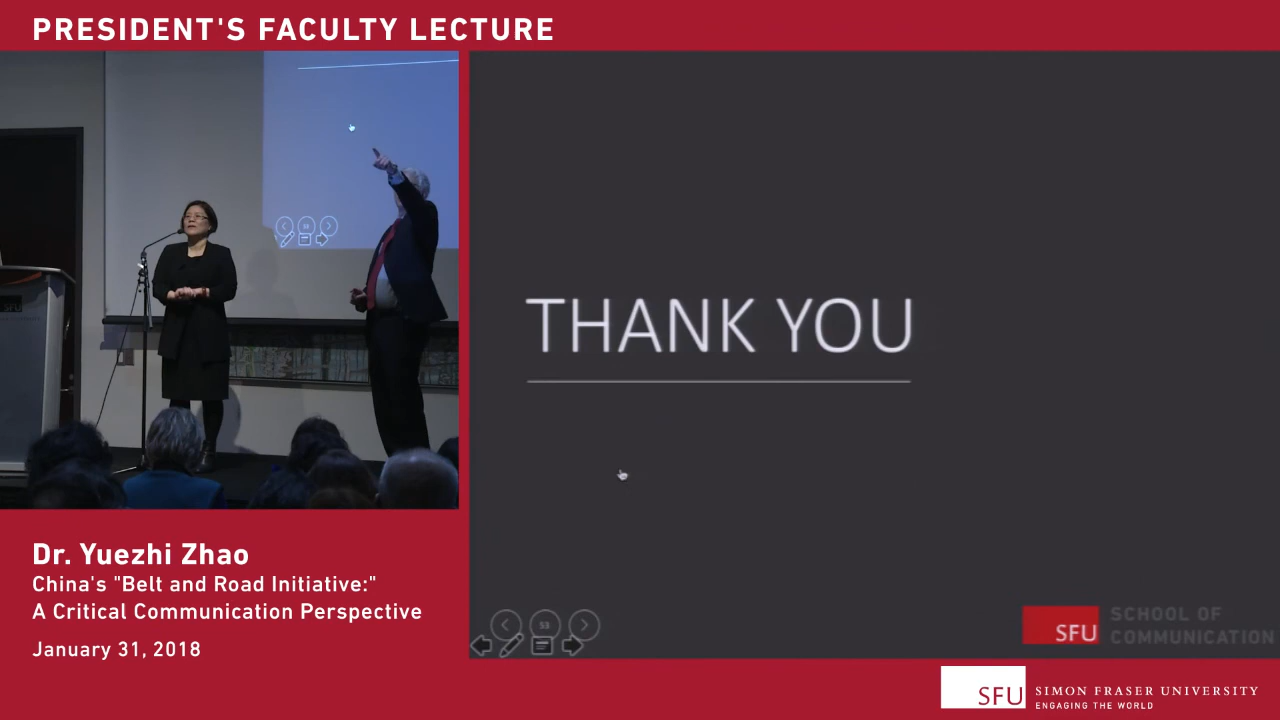 PRESIDENT'S FACULTY LECTURE
THANK YOU
53
SFU
SCHOOL OF
COMMUNICATION
Dr. Yuezhi Zhao
China's "Belt and Road Initiative:"
A Critical Communication Perspective
January 31, 2018
SFU
SIMON FRASER UNIVERSITY
ENGAGING THE WORLD